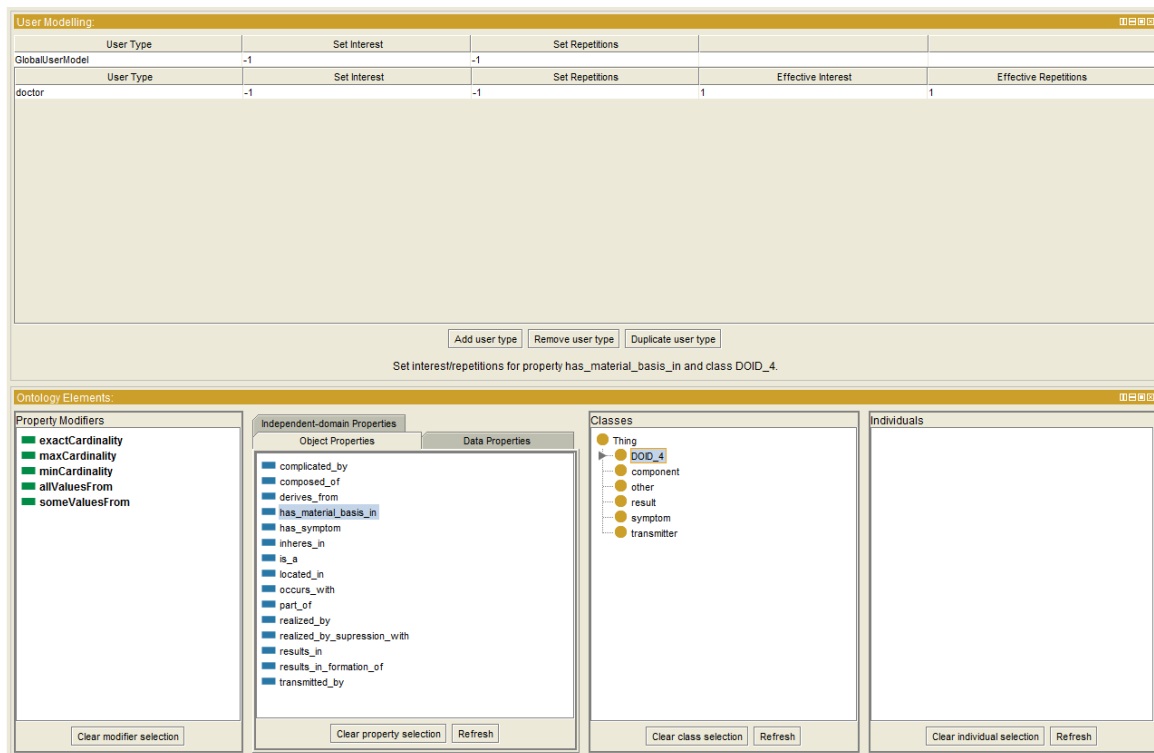 User Modelling:
User Type Set Interest Set Repetitions
GlobalUserModel -1 -1
User Type Set Interest Set Repetitions Effective Interest Effective Repetitions
doctor -1 -1 1 1
Add user type Remove user type Duplicate user type
Set interest/repetitions for property has_material_basis_in and class DOID_4.
Ontology Elements:
Property Modifiers
exactCardinality
maxCardinality
minCardinality
allValuesFrom
someValuesFrom
Clear modifier selection
Independent-domain Properties
Object Properties Data Properties
complicated_by
composed_of
derives_from
has_material_basis_in
has_symptom
inheres_in
is_a
located_in
occurs_with
part_of
realized_by
realized_by_supression_with
results_in
results_in_formation_of
transmitted_by
Clear property selection Refresh
Classes
Thing
DOID_4
component
other
result
symptom
transmitter
Clear class selection Refresh
Individuals
Clear individual selection Refresh